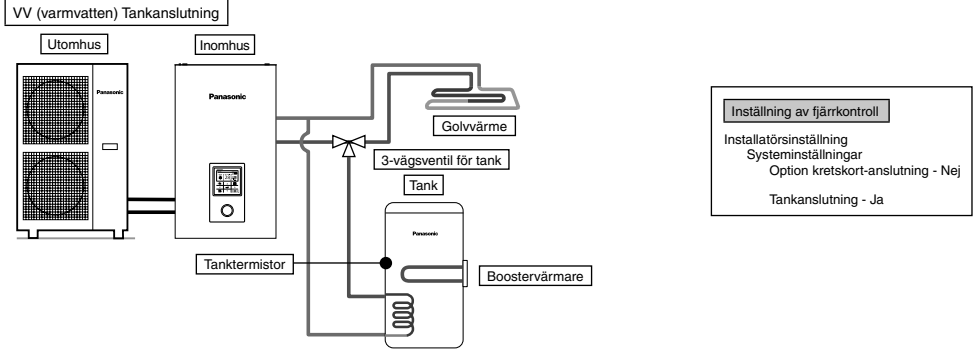 VV (varmvatten) Tankanslutning
Utomhus
Inomhus
Panasonic
Panasonic
Golvvärme
3-vägsventil för tank
Tank
Panasonic
Tanktermistor
Boostervärmare
Inställning av fjärrkontroll
Installatörsinställning
Systeminställningar
Option kretskort-anslutning - Nej
Tankanslutning - Ja